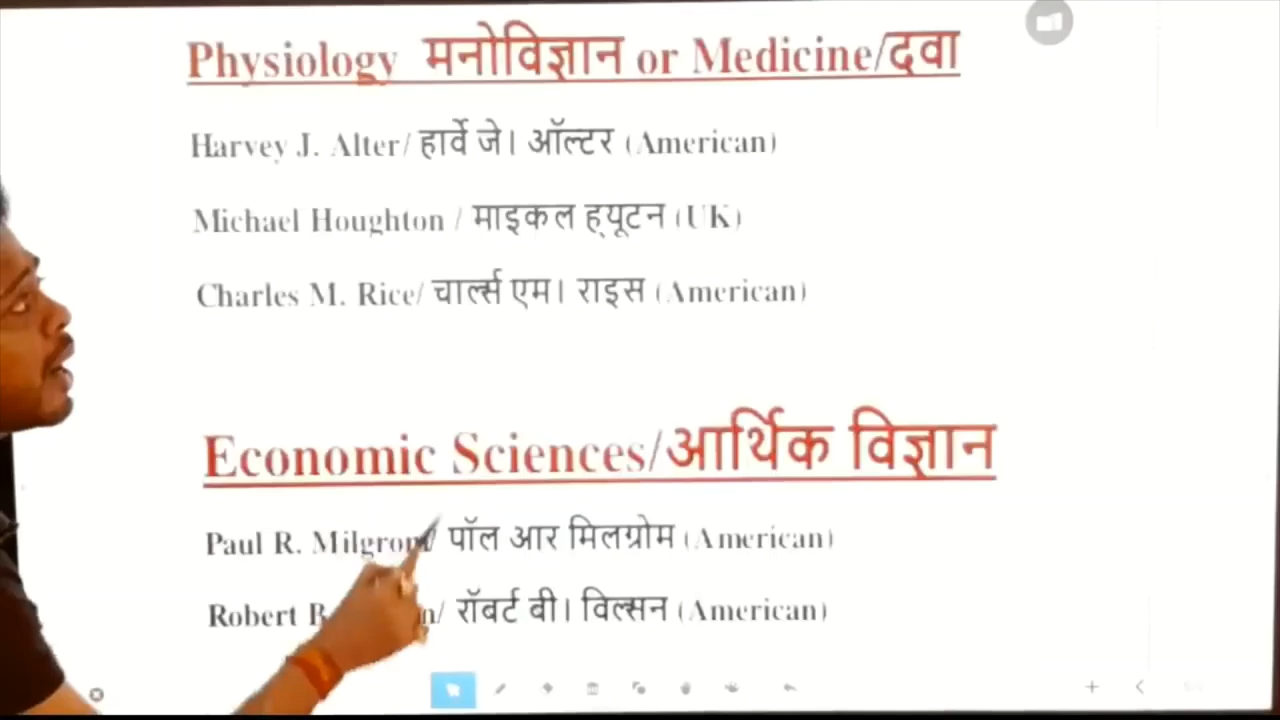 Physiology मनोविज्ञान or Medicine/दवा
Harvey J. Alter/ हार्वे जे। ऑल्टर (American)
Michael Houghton / माइकल ह्यूटन (UK)
Charles M. Rice/ चार्ल्स एम। राइस (American)
Economic Sciences/आर्थिक विज्ञान
Paul R. Milgrom/ पॉल आर मिलग्रोम (American)
Robert / रॉबर्ट बी। विल्सन (American)